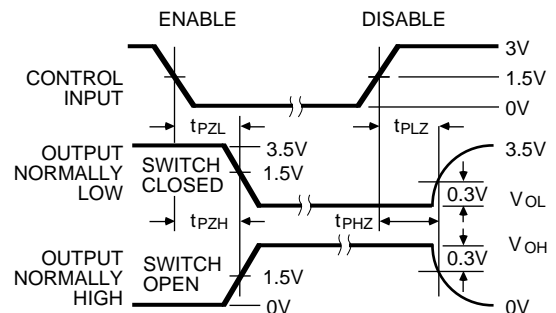 ENABLE DISABLE
3V
CONTROL INPUT 1.5V
0V
tPZL tPLZ
OUTPUT NORMALLY LOW
SWITCH CLOSED
3.5V 3.5V
1.5V
0.3V VOL
tPZH tPHZ
VOH
OUTPUT NORMALLY HIGH
SWITCH OPEN
0.3V
1.5V
0V 0V